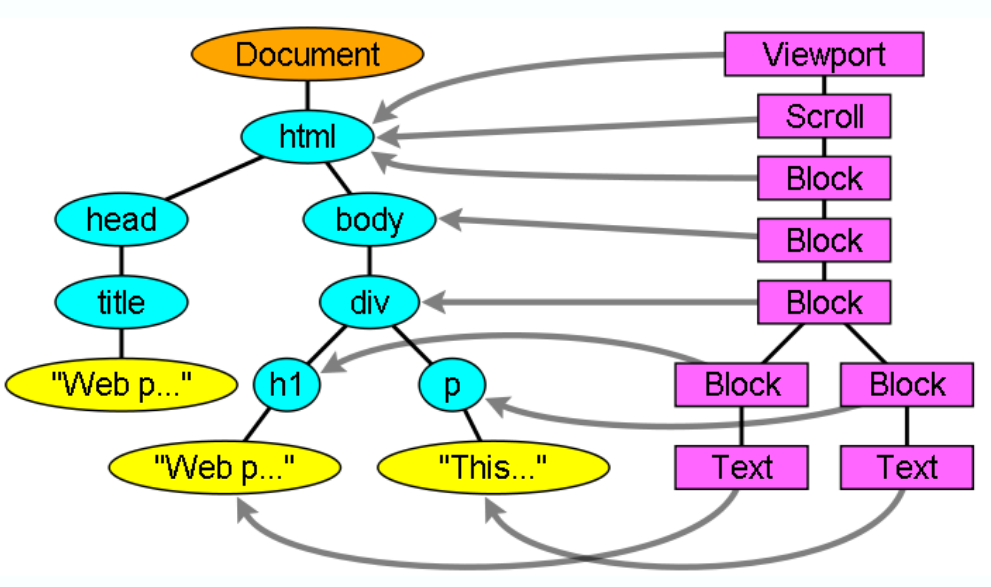 Document
Viewport
html
Scroll
Block
head
body
Block
title
div
Block
"Web p..."
h1
p
Block
Block
"Web p..."
"This..."
Text
Text